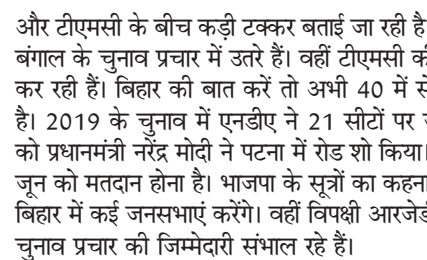 और टीएमसी के बीच कड़ी टक्कर बताई जा रही है
बंगाल के चुनाव प्रचार में उतरे हैं। वहीं टीएमसी
कर रही हैं। बिहार की बात करें तो अभी 40 में
है। 2019 के चुनाव में एनडीए ने 21 सीटों पर
को प्रधानमंत्री नरेंद्र मोदी ने पटना में रोड शो किया।
जून को मतदान होना है। भाजपा के सूत्रों का कहना
बिहार में कई जनसभाएं करेंगे। वहीं विपक्षी
चुनाव प्रचार की जिम्मेदारी संभाल रहे हैं।